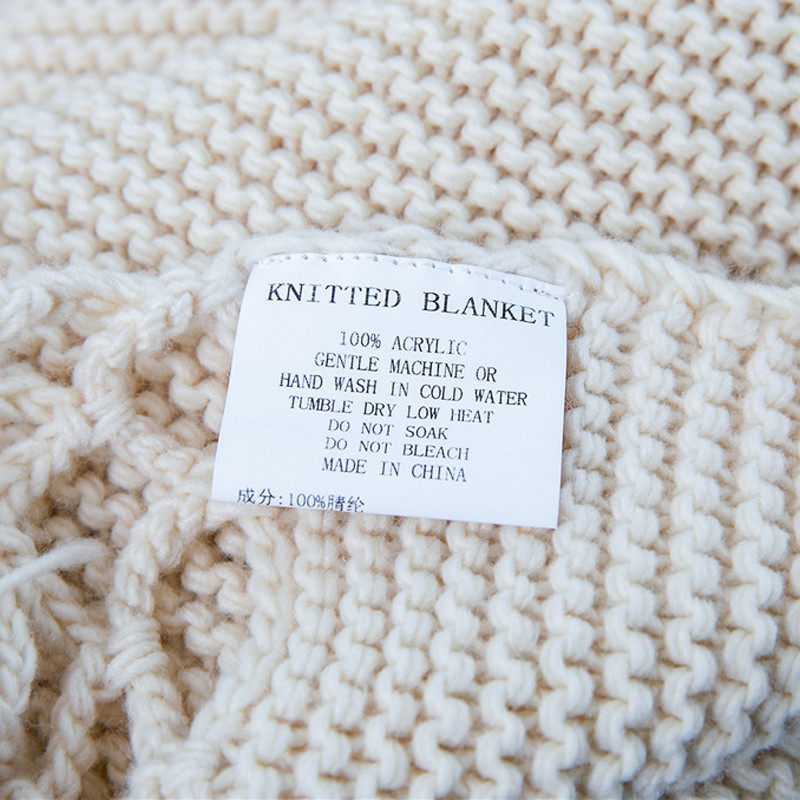 KNITTED BLANKET
100% ACRYLIC
GENTLE MACHINE OR
HAND WASH IN COLD WATER
TUMBLE DRY LOW HEAT
DO NOT SOAK
DO NOT BLEACH
MADE IN CHINA
成分:100%腈纶